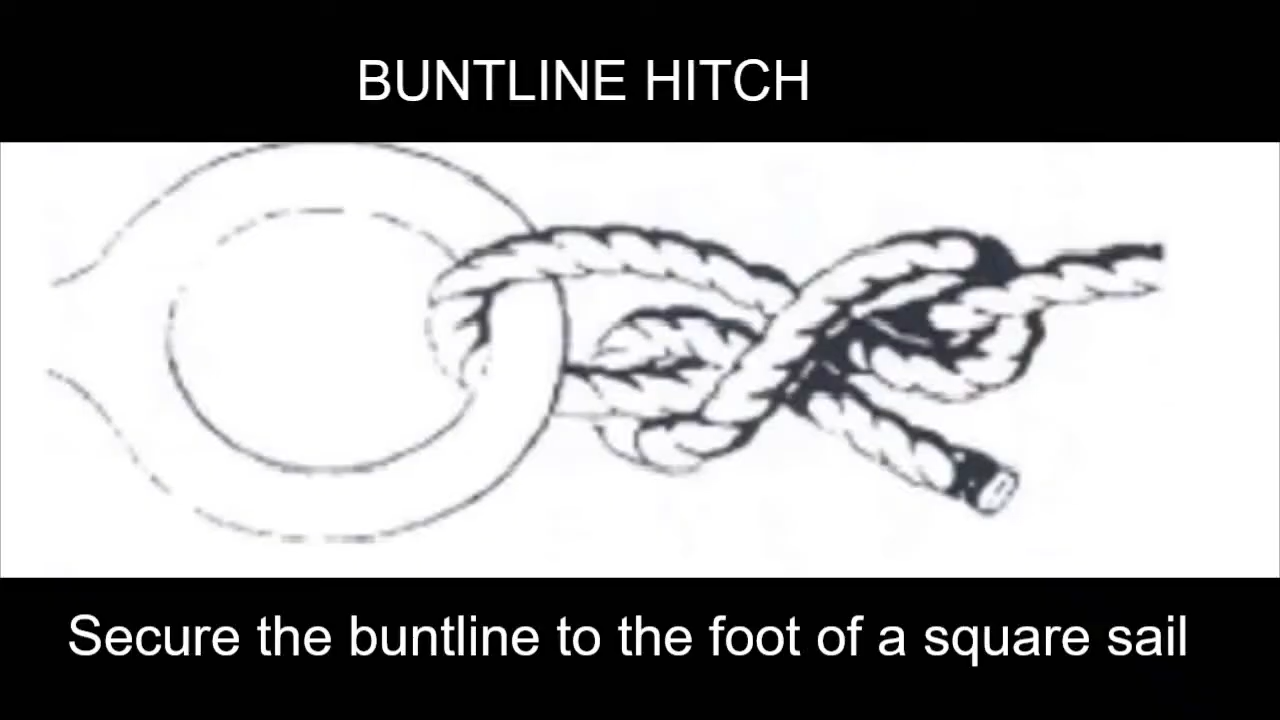 BUNTLINE HITCH
Secure the buntline to the foot of a square sail